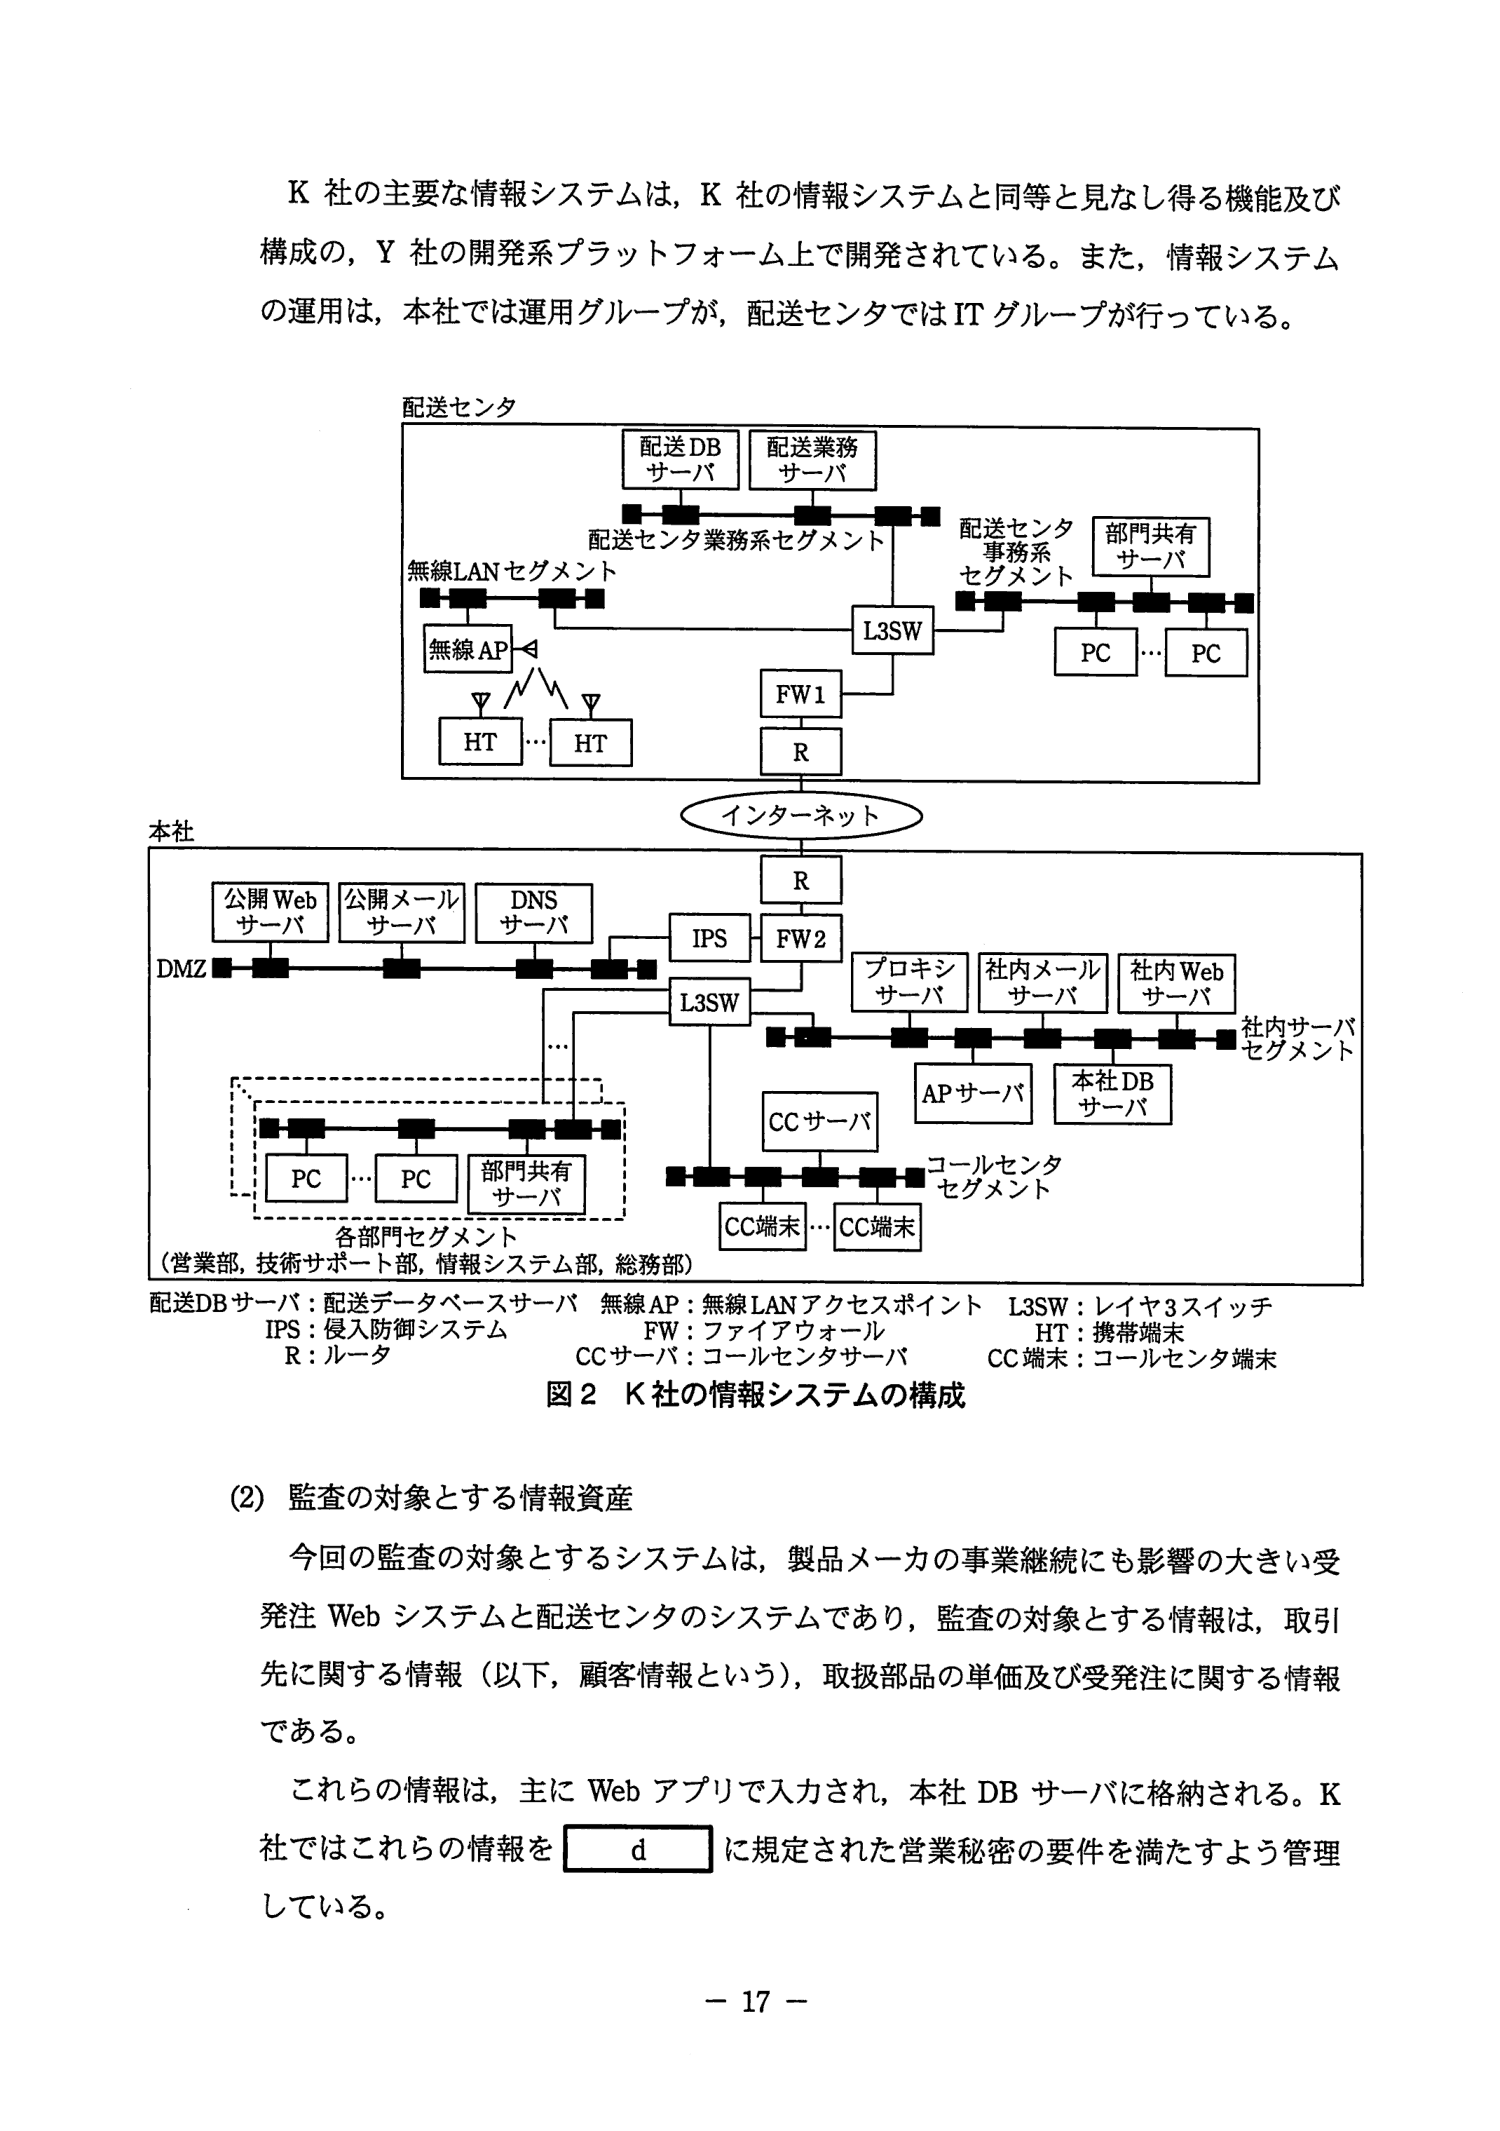 K 社の主要な情報システムは，K 社の情報システムと同等と見なし得る機能及び
構成の，Y 社の開発系プラットフォーム上で開発されている。また，情報システム
の運用は，本社では運用グループが，配送センタでは IT グループが行っている。
配送センタ
配送DB
サーバ
配送業務
サーバ
配送センタ業務系セグメント
配送センタ
事務系
セグメント
部門共有
サーバ
無線LANセグメント
無線AP
L3SW
PC
…
PC
FW1
HT
…
HT
R
インターネット
本社
R
公開Web
サーバ
公開メール
サーバ
DNS
サーバ
IPS
FW2
DMZ
L3SW
プロキシ
サーバ
社内メール
サーバ
社内Web
サーバ
社内サーバ
セグメント
…
APサーバ
本社DB
サーバ
CCサーバ
PC
…
PC
部門共有
サーバ
コールセンタ
セグメント
CC端末
…
CC端末
各部門セグメント
（営業部，技術サポート部，情報システム部，総務部）
配送DBサーバ：配送データベースサーバ 無線AP：無線LANアクセスポイント L3SW：レイヤ3スイッチ
IPS：侵入防御システム FW：ファイアウォール HT：携帯端末
R：ルータ CCサーバ：コールセンタサーバ CC端末：コールセンタ端末
図2 K社の情報システムの構成
(2) 監査の対象とする情報資産
今回の監査の対象とするシステムは，製品メーカの事業継続にも影響の大きい受
発注 Web システムと配送センタのシステムであり，監査の対象とする情報は，取引
先に関する情報（以下，顧客情報という），取扱部品の単価及び受発注に関する情報
である。
これらの情報は，主に Web アプリで入力され，本社 DB サーバに格納される。K
社ではこれらの情報を d に規定された営業秘密の要件を満たすよう管理
している。
－ 17 －